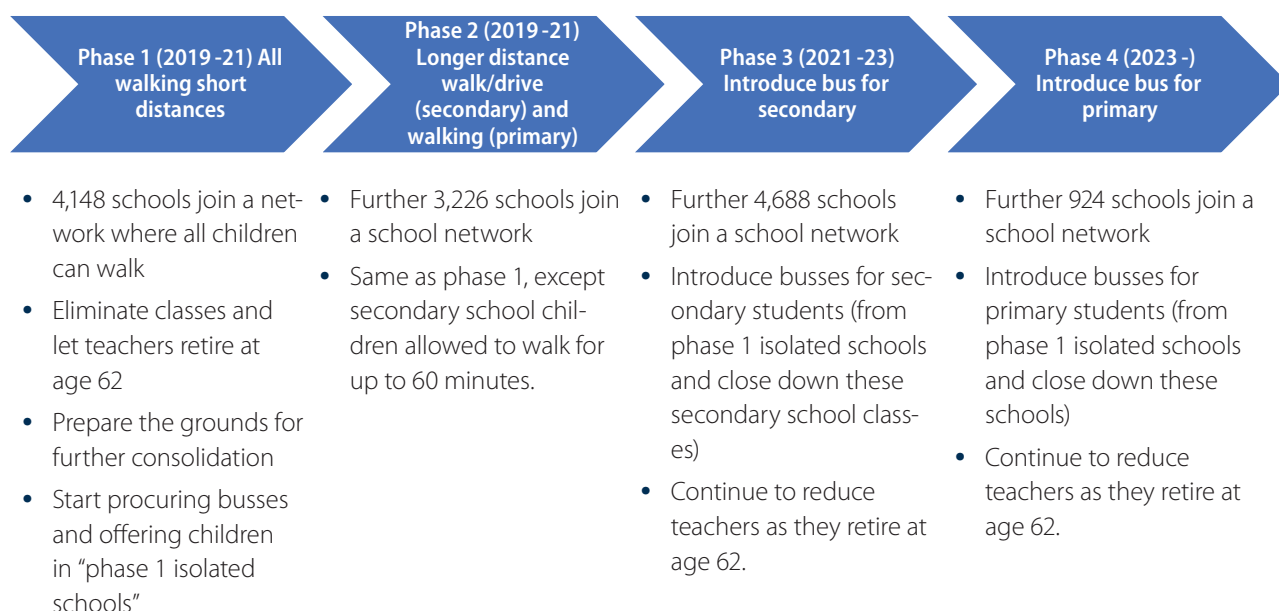 Phase 1 (2019 -21) All
walking short
distances
Phase 2 (2019 -21)
Longer distance
walk/drive
(secondary) and
walking (primary)
Phase 3 (2021 -23)
Introduce bus for
secondary
Phase 4 (2023 -)
Introduce bus for
primary
• 4,148 schools join a net-
work where all children
can walk
• Eliminate classes and
let teachers retire at
age 62
• Prepare the grounds for
further consolidation
• Start procuring busses
and offering children
in “phase 1 isolated
schools”
• Further 3,226 schools join
a school network
• Same as phase 1, except
secondary school chil-
dren allowed to walk for
up to 60 minutes.
• Further 4,688 schools
join a school network
• Introduce busses for sec-
ondary students (from
phase 1 isolated schools
and close down these
secondary school class-
es)
• Continue to reduce
teachers as they retire at
age 62.
• Further 924 schools join a
school network
• Introduce busses for
primary students (from
phase 1 isolated schools
and close down these
schools)
• Continue to reduce
teachers as they retire at
age 62.